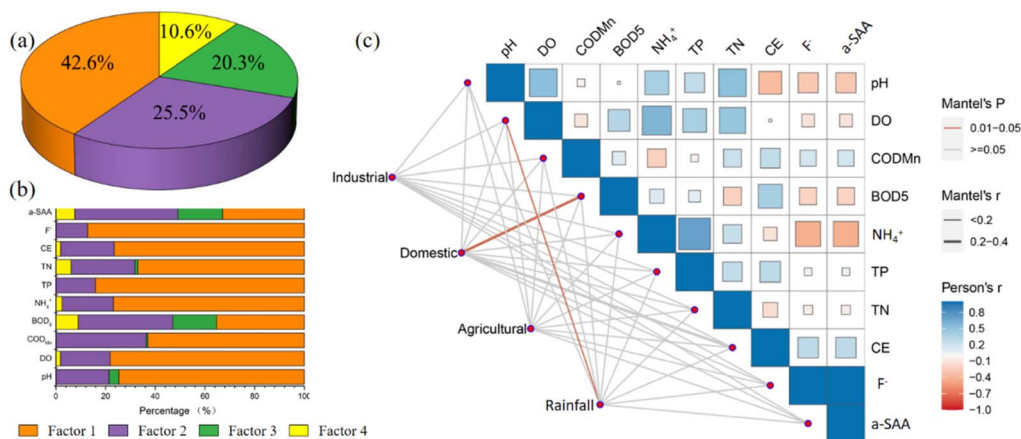 (a)
10.6%
42.6%
20.3%
25.5%
(b)
a-SAA
F-
CE
TN
TP
NH4+
BOD5
CODMn
DO
pH
0 20 40 60 80 100
Percentage (%)
Factor 1 Factor 2 Factor 3 Factor 4
(c)
pH DO CODMn BOD5 NH4+ TP TN CE F- a-SAA
pH
DO
CODMn
BOD5
NH4+
TP
TN
CE
F-
a-SAA
Industrial
Domestic
Agricultural
Rainfall
Mantel's P
0.01-0.05
>=0.05
Mantel's r
<0.2
0.2-0.4
Person's r
0.8
0.5
0.2
-0.1
-0.4
-0.7
-1.0